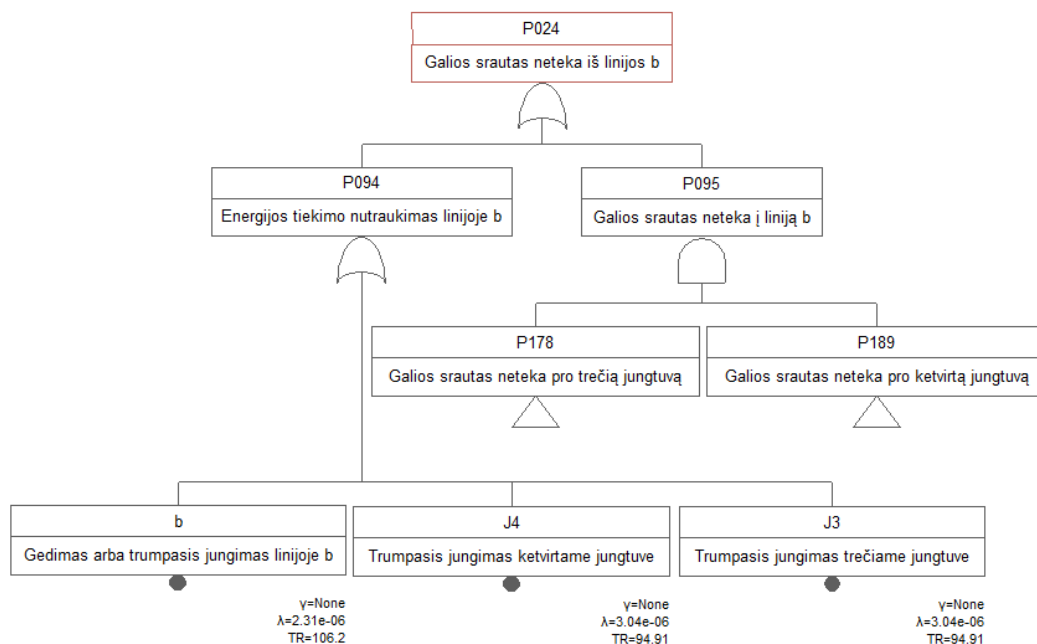 P024
Galios srautas neteka iš linijos b
P094
Energijos tiekimo nutraukimas linijoje b
P095
Galios srautas neteka į liniją b
P178
Galios srautas neteka pro trečią jungtuvą
P189
Galios srautas neteka pro ketvirtą jungtuvą
b
Gedimas arba trumpasis jungimas linijoje b
J4
Trumpasis jungimas ketvirtame jungtuve
J3
Trumpasis jungimas trečiame jungtuve
γ=None
λ=2.31e-06
TR=106.2
γ=None
λ=3.04e-06
TR=94.91
γ=None
λ=3.04e-06
TR=94.91